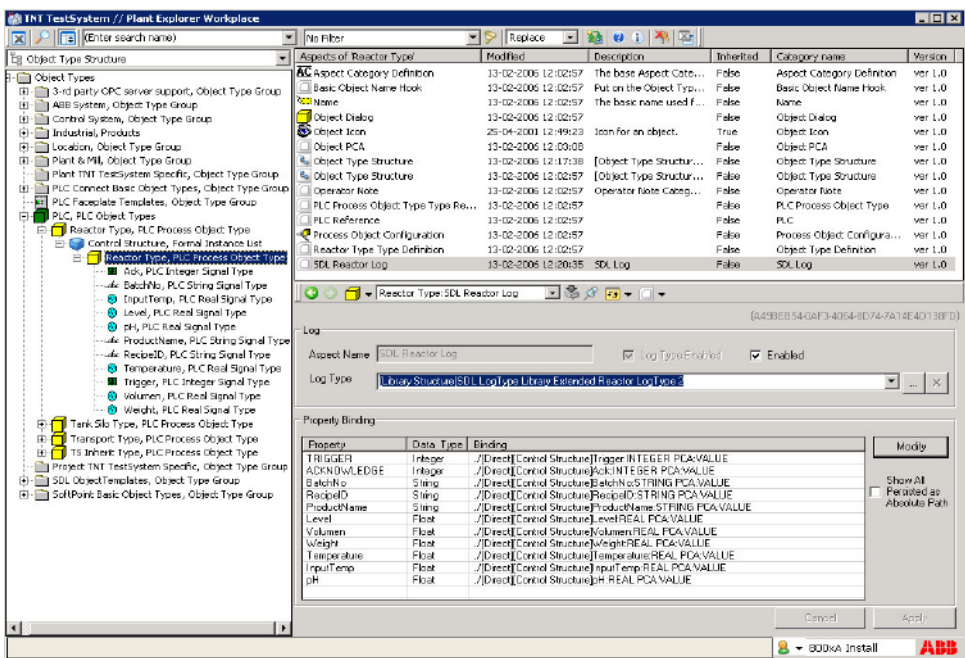 TNT TestSystem // Plant Explorer Workplace
(Enter search name) No Filter Replace
Object Type Structure
Object Types
3-rd party OPC server support, Object Type Group
ABB System, Object Type Group
Control System, Object Type Group
Industrial, Products
Location, Object Type Group
Plant & Mill, Object Type Group
Plant TNT TestSystem Specific, Object Type Group
PLC Connect Basic Object Types, Object Type Group
PLC Faceplate Templates, Object Type Group
PLC, PLC Object Types
Reactor Type, PLC Process Object Type
Control Structure, Formal Instance List
Reactor Type, PLC Process Object Type
Ack, PLC Integer Signal Type
BatchNo, PLC String Signal Type
InputTemp, PLC Real Signal Type
Level, PLC Real Signal Type
pH, PLC Real Signal Type
ProductName, PLC String Signal Type
RecipeID, PLC String Signal Type
Temperature, PLC Real Signal Type
Trigger, PLC Integer Signal Type
Volumen, PLC Real Signal Type
Weight, PLC Real Signal Type
Tank Silo Type, PLC Process Object Type
Transport Type, PLC Process Object Type
TS Inherit Type, PLC Process Object Type
Project TNT TestSystem Specific, Object Type Group
SDL ObjectTemplates, Object Type Group
SoftPoint Basic Object Types, Object Type Group
Aspects of 'Reactor Type' Modified Description Inherited Category name Version
Aspect Category Definition 13-02-2006 12:02:57 The base Aspect Cate... False Aspect Category Definition ver 1.0
Basic Object Name Hook 13-02-2006 12:02:57 Put on the Object Typ... False Basic Object Name Hook ver 1.0
Name 13-02-2006 12:02:57 The basic name used f... False Name ver 1.0
Object Dialog 13-02-2006 12:02:57 False Object Dialog ver 1.0
Object Icon 25-04-2001 12:49:23 Icon for an object. True Object Icon ver 1.0
Object PCA 13-02-2006 12:03:08 False Object PCA ver 1.0
Object Type Structure 13-02-2006 12:17:38 [Object Type Structur... False Object Type Structure ver 1.0
Object Type Structure 13-02-2006 12:02:57 [Object Type Structur... False Object Type Structure ver 1.0
Operator Note 13-02-2006 12:02:57 Operator Note Categ... False Operator Note ver 1.0
PLC Process Object Type Type Re... 13-02-2006 12:02:57 False PLC Process Object Type ver 1.0
PLC Reference 13-02-2006 12:02:57 False PLC ver 1.0
Process Object Configuration 13-02-2006 12:02:57 False Process Object Configura... ver 1.0
Reactor Type Type Definition 13-02-2006 12:02:57 False Object Type Definition ver 1.0
SDL Reactor Log 13-02-2006 12:20:35 SDL Log False SDL Log ver 1.0
Reactor Type:SDL Reactor Log
Log
Aspect Name SDL Reactor Log Log Type Enabled Enabled
Log Type [Library Structure]SDL LogType Library Extended Reactor LogType 2 ...
Property Binding
Property Data Type Binding
TRIGGER Integer ./[Direct][Control Structure]Trigger:INTEGER PCA:VALUE
ACKNOWLEDGE Integer ./[Direct][Control Structure]Ack:INTEGER PCA:VALUE
BatchNo String ./[Direct][Control Structure]BatchNo:STRING PCA:VALUE
RecipeID String ./[Direct][Control Structure]RecipeID:STRING PCA:VALUE
ProductName String ./[Direct][Control Structure]ProductName:STRING PCA:VALUE
Level Float ./[Direct][Control Structure]Level:REAL PCA:VALUE
Volumen Float ./[Direct][Control Structure]Volumen:REAL PCA:VALUE
Weight Float ./[Direct][Control Structure]Weight:REAL PCA:VALUE
Temperature Float ./[Direct][Control Structure]Temperature:REAL PCA:VALUE
InputTemp Float ./[Direct][Control Structure]InputTemp:REAL PCA:VALUE
pH Float ./[Direct][Control Structure]pH:REAL PCA:VALUE
Modify
Show All
Persisted as
Absolute Path
Cancel Apply
800xA Install ABB